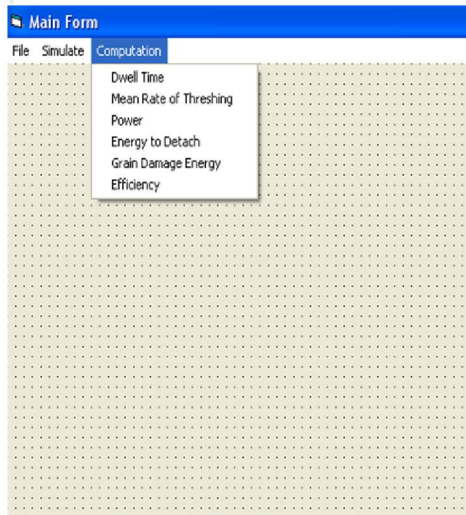 Main Form
File Simulate Computation
Dwell Time
Mean Rate of Threshing
Power
Energy to Detach
Grain Damage Energy
Efficiency